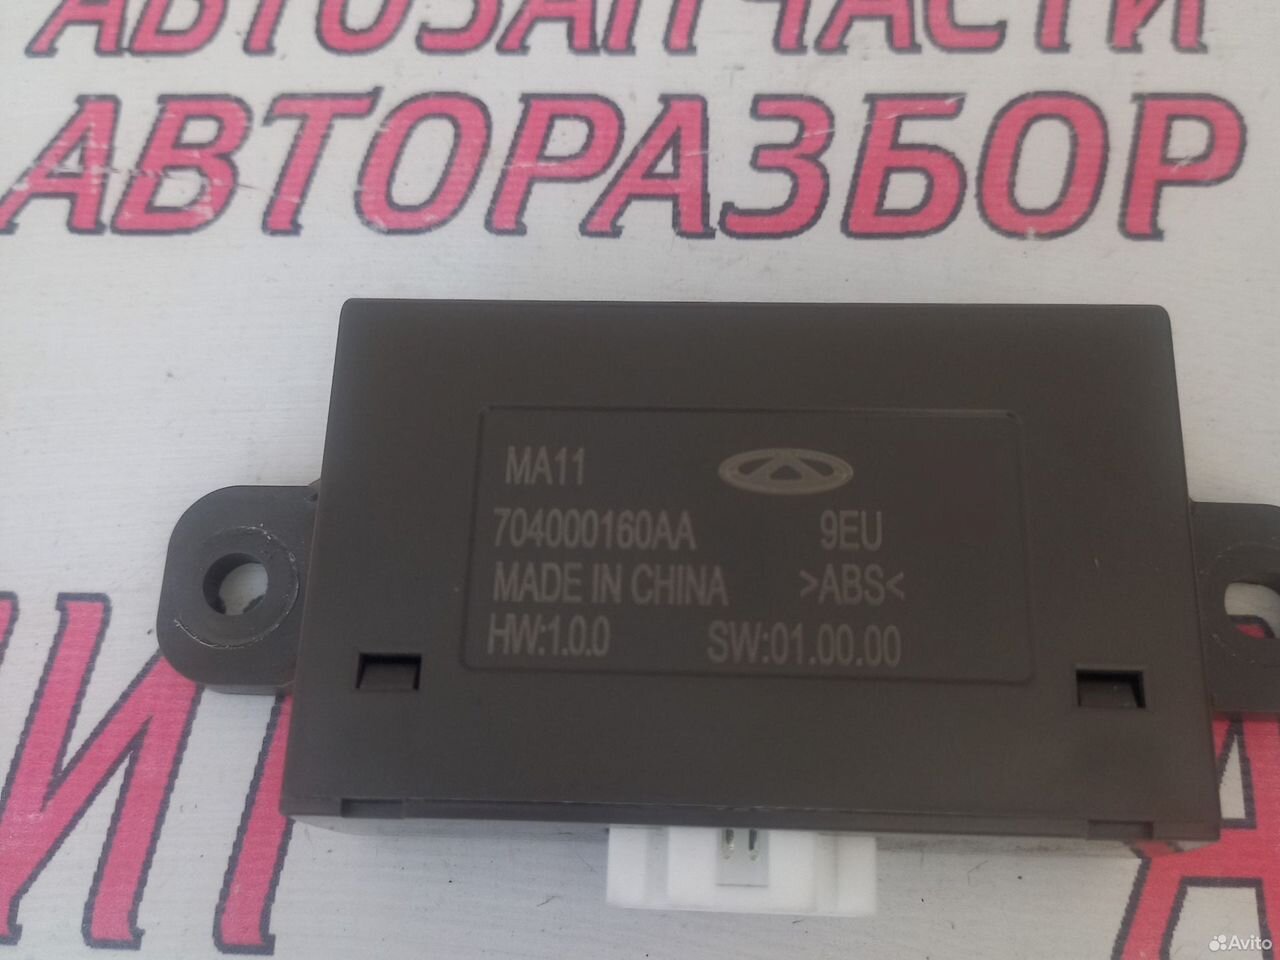 АВТОЗАПЧАСТИ
АВТОРАЗБОР
MA11
704000160AA 9EU
MADE IN CHINA >ABS<
HW:1.0.0 SW:01.00.00
Avito